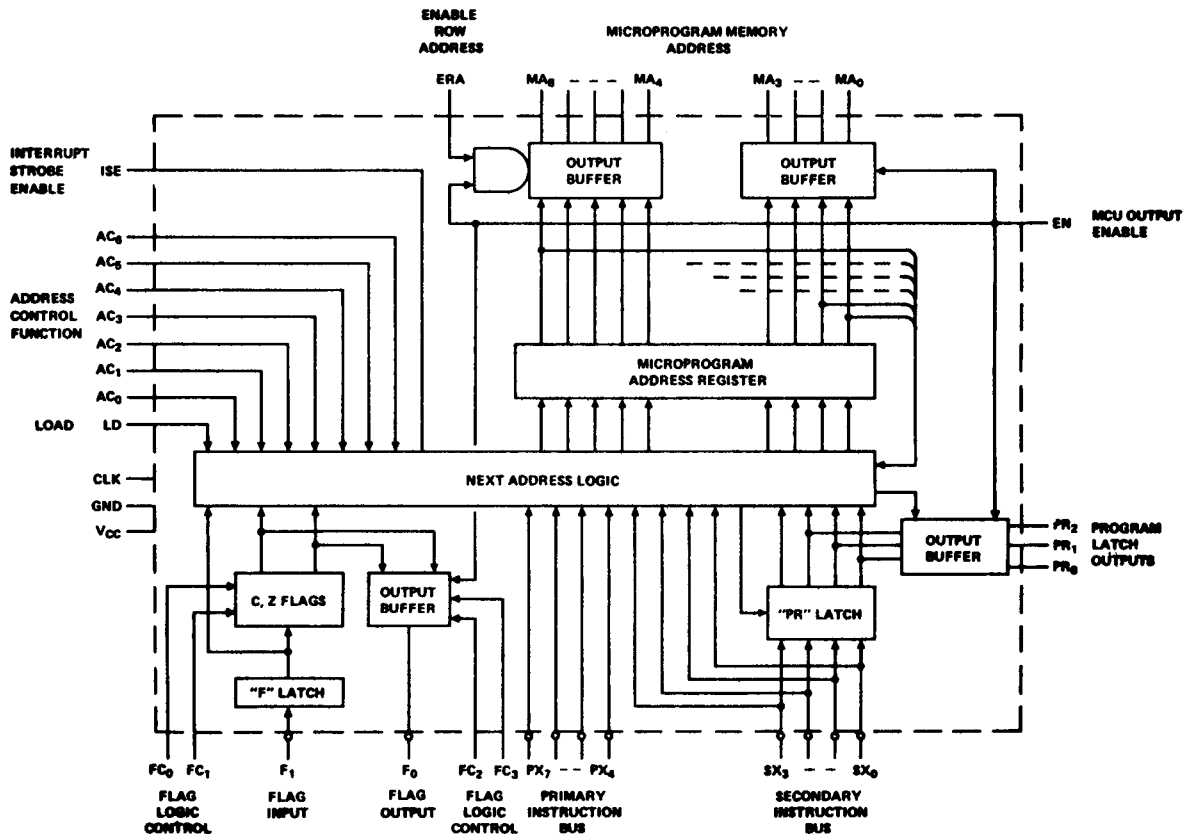 ENABLE
ROW
ADDRESS
MICROPROGRAM MEMORY
ADDRESS
ERA
MA8 - - - - MA4
MA3 - - MA0
INTERRUPT
STROBE
ENABLE
ISE
OUTPUT
BUFFER
OUTPUT
BUFFER
EN
MCU OUTPUT
ENABLE
AC6
AC5
AC4
AC3
AC2
AC1
AC0
ADDRESS
CONTROL
FUNCTION
LOAD
LD
MICROPROGRAM
ADDRESS REGISTER
CLK
GND
VCC
NEXT ADDRESS LOGIC
C, Z FLAGS
OUTPUT
BUFFER
"F" LATCH
"PR" LATCH
OUTPUT
BUFFER
PR2
PR1
PR0
PROGRAM
LATCH
OUTPUTS
FC0
FC1
FLAG
LOGIC
CONTROL
F1
FLAG
INPUT
F0
FLAG
OUTPUT
FC2
FC3
FLAG
LOGIC
CONTROL
PX7 - - PX4
PRIMARY
INSTRUCTION
BUS
SX3 - - SX0
SECONDARY
INSTRUCTION
BUS